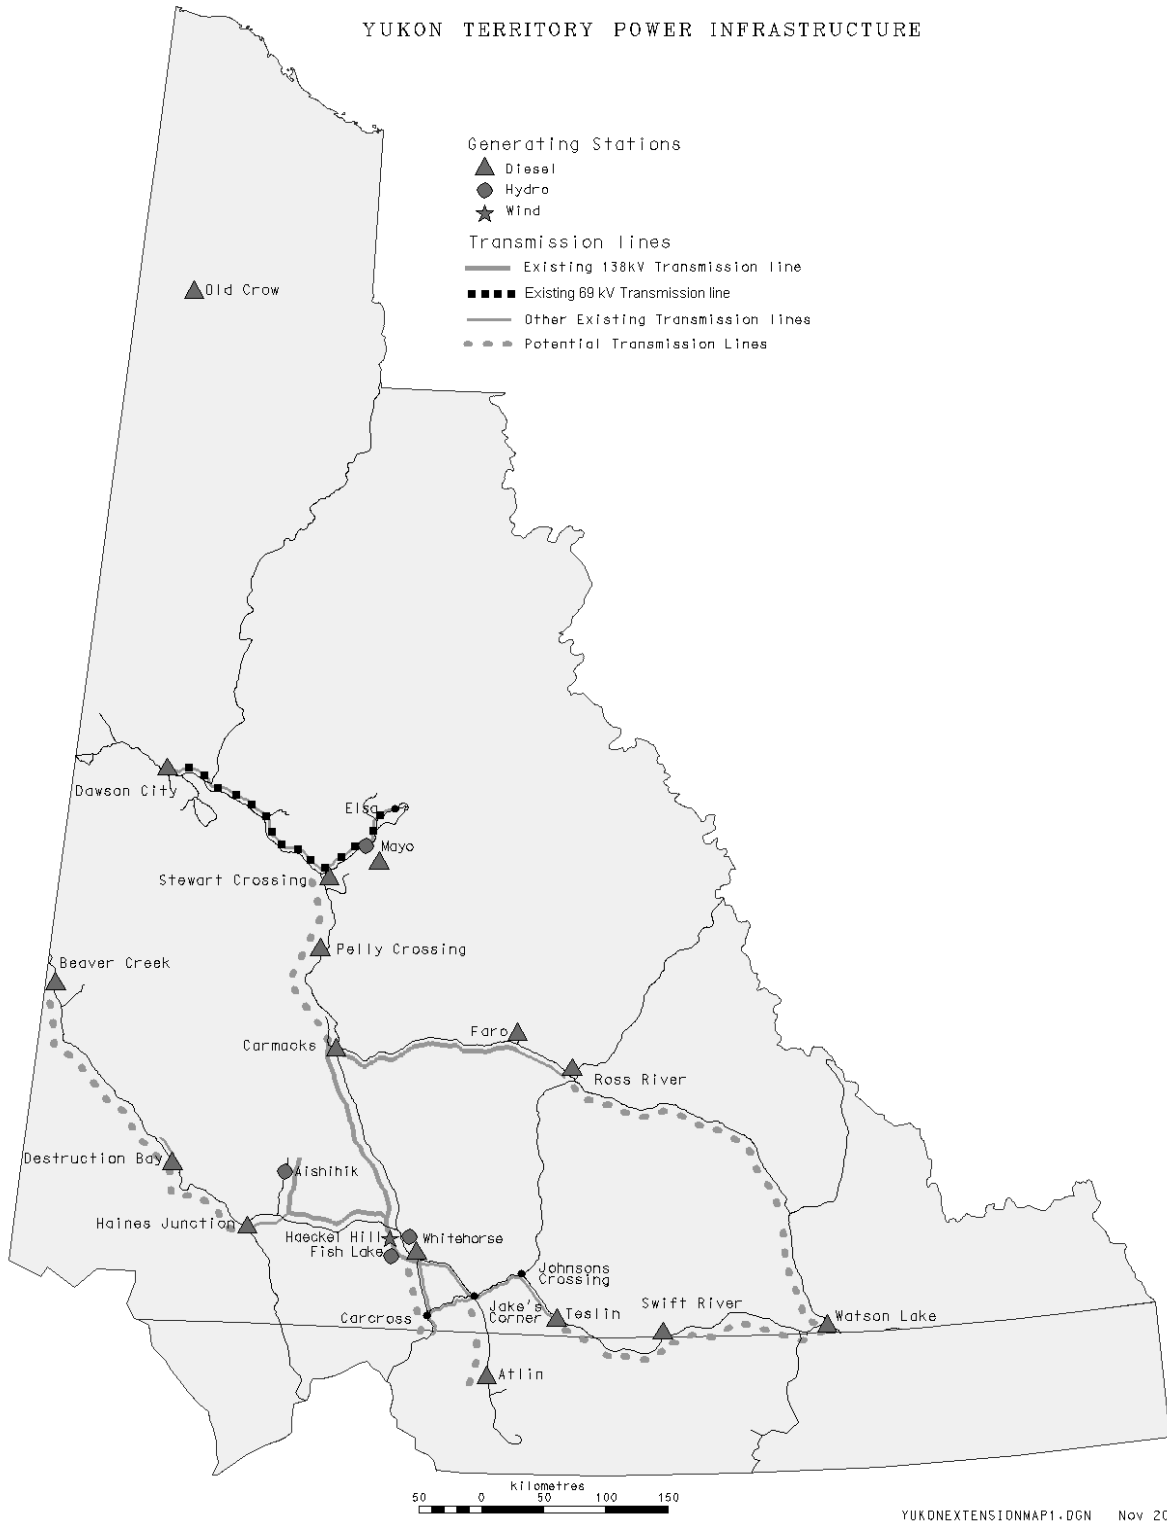 YUKON TERRITORY POWER INFRASTRUCTURE
Generating Stations
Diesel
Hydro
Wind
Transmission lines
Existing 138kV Transmission line
Existing 69 kV Transmission line
Other Existing Transmission lines
Potential Transmission Lines
Old Crow
Dawson City
Elsa
Mayo
Stewart Crossing
Pelly Crossing
Beaver Creek
Faro
Carmacks
Ross River
Destruction Bay
Aishihik
Haines Junction
Haeckel Hill
Whitehorse
Fish Lake
Johnsons
Crossing
Jake's
Corner
Teslin
Swift River
Carcross
Watson Lake
Atlin
kilometres
50 0 50 100 150
YUKONEXTENSIONMAP1.DGN Nov 20